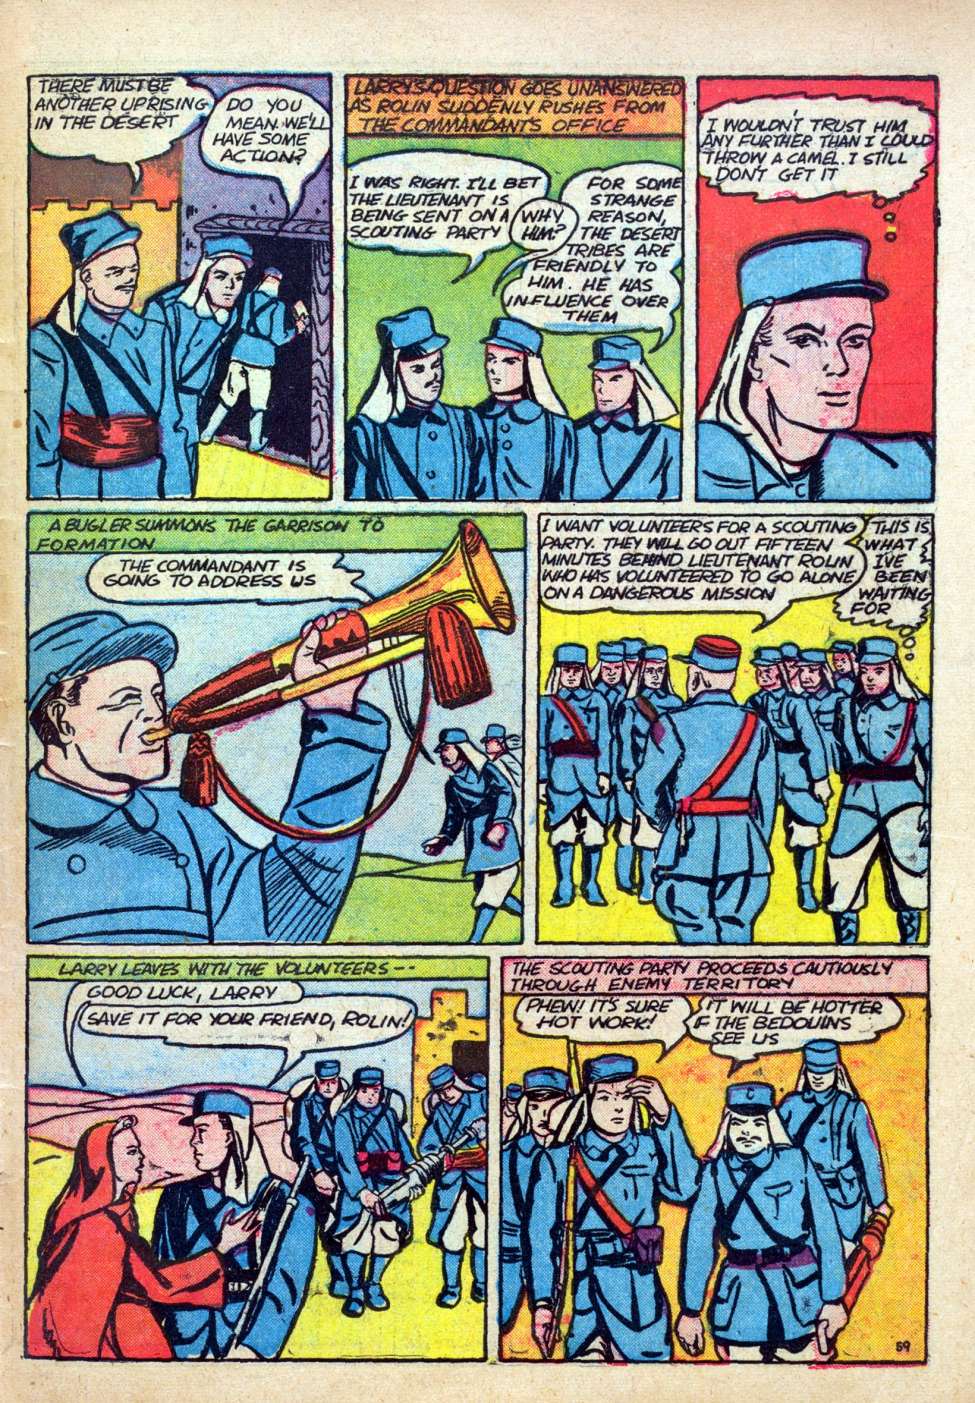 THERE MUST BE
ANOTHER UPRISING
IN THE DESERT
DO YOU
MEAN WE'LL
HAVE SOME
ACTION?
LARRY'S QUESTION GOES UNANSWERED
AS ROLIN SUDDENLY RUSHES FROM
THE COMMANDANT'S OFFICE
I WAS RIGHT. I'LL BET
THE LIEUTENANT IS
BEING SENT ON A
SCOUTING PARTY
WHY
HIM?
FOR SOME
STRANGE
REASON,
THE DESERT
TRIBES ARE
FRIENDLY TO
HIM. HE HAS
INFLUENCE OVER
THEM
I WOULDN'T TRUST HIM
ANY FURTHER THAN I COULD
THROW A CAMEL. I STILL
DON'T GET IT
A BUGLER SUMMONS THE GARRISON TO
FORMATION
THE COMMANDANT IS
GOING TO ADDRESS US
I WANT VOLUNTEERS FOR A SCOUTING
PARTY. THEY WILL GO OUT FIFTEEN
MINUTES BEHIND LIEUTENANT ROLIN
WHO HAS VOLUNTEERED TO GO ALONE
ON A DANGEROUS MISSION
THIS IS
WHAT
I'VE
BEEN
WAITING
FOR
LARRY LEAVES WITH THE VOLUNTEERS--
GOOD LUCK, LARRY
SAVE IT FOR YOUR FRIEND, ROLIN!
THE SCOUTING PARTY PROCEEDS CAUTIOUSLY
THROUGH ENEMY TERRITORY
PHEW! IT'S SURE
HOT WORK!
IT WILL BE HOTTER
IF THE BEDOUINS
SEE US
59